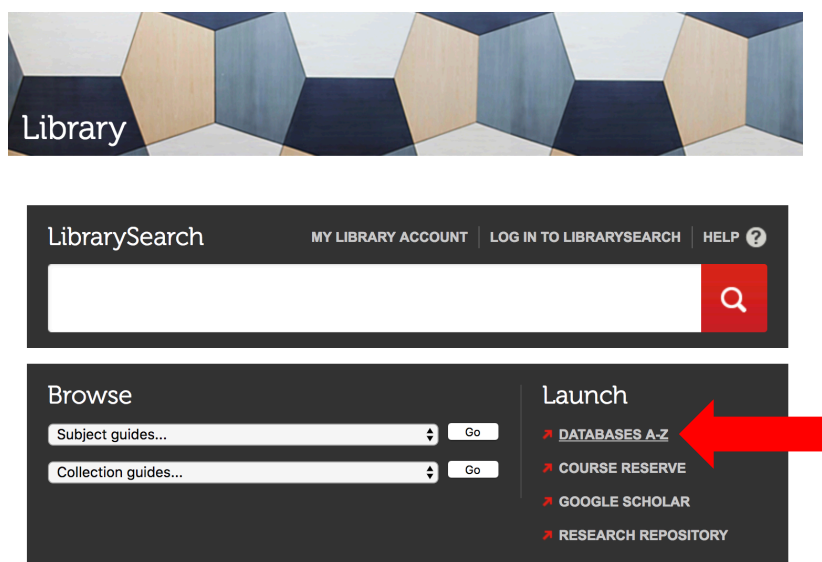 Library
LibrarySearch
MY LIBRARY ACCOUNT
LOG IN TO LIBRARYSEARCH
HELP ?
Browse
Subject guides...
Go
Collection guides...
Go
Launch
DATABASES A-Z
COURSE RESERVE
GOOGLE SCHOLAR
RESEARCH REPOSITORY